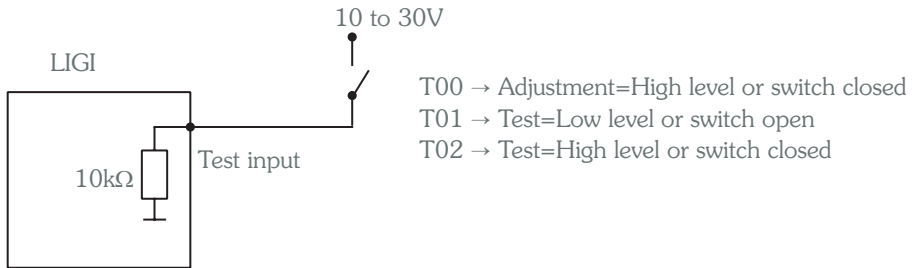 10 to 30V
LIGI
T00 → Adjustment=High level or switch closed
T01 → Test=Low level or switch open
T02 → Test=High level or switch closed
Test input
10kΩ